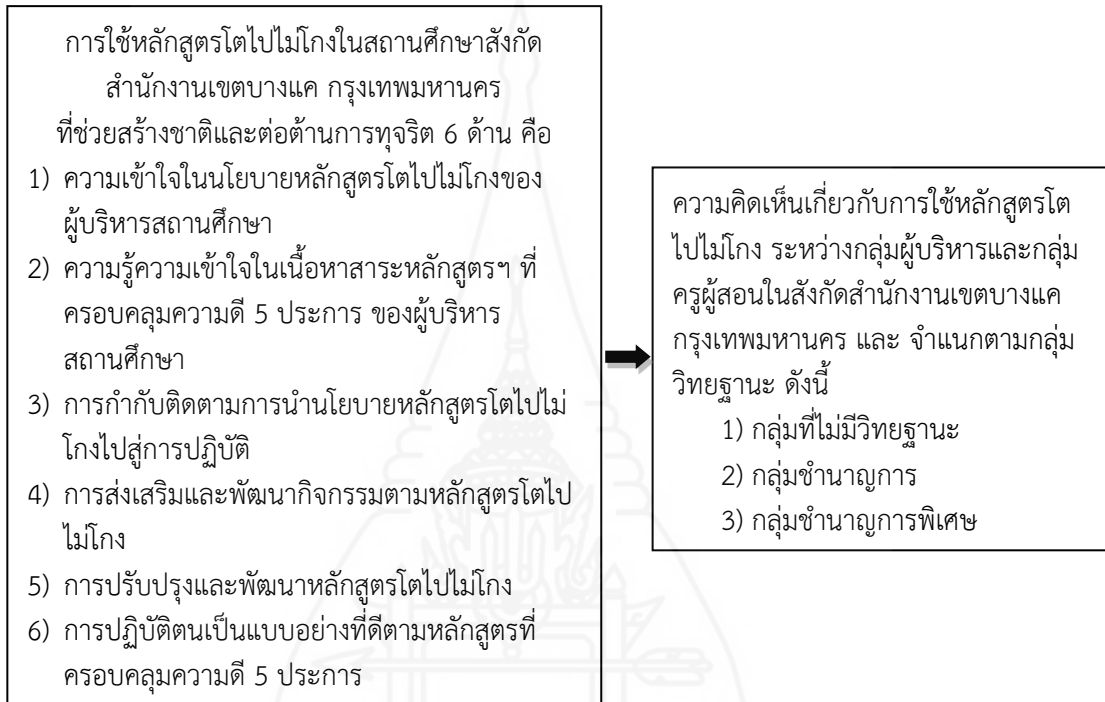 การใช้หลักสูตรโตไปไม่โกงในสถานศึกษาสังกัด
สำนักงานเขตบางแค กรุงเทพมหานคร
ที่ช่วยสร้างชาติและต่อต้านการทุจริต 6 ด้าน คือ
1) ความเข้าใจในนโยบายหลักสูตรโตไปไม่โกงของ
ผู้บริหารสถานศึกษา
2) ความรู้ความเข้าใจในเนื้อหาสาระหลักสูตรฯ ที่
ครอบคลุมความดี 5 ประการ ของผู้บริหาร
สถานศึกษา
3) การกำกับติดตามการนำนโยบายหลักสูตรโตไปไม่
โกงไปสู่การปฏิบัติ
4) การส่งเสริมและพัฒนากิจกรรมตามหลักสูตรโตไป
ไม่โกง
5) การปรับปรุงและพัฒนาหลักสูตรโตไปไม่โกง
6) การปฏิบัติตนเป็นแบบอย่างที่ดีตามหลักสูตรที่
ครอบคลุมความดี 5 ประการ
ความคิดเห็นเกี่ยวกับการใช้หลักสูตรโต
ไปไม่โกง ระหว่างกลุ่มผู้บริหารและกลุ่ม
ครูผู้สอนในสังกัดสำนักงานเขตบางแค
กรุงเทพมหานคร และ จำแนกตามกลุ่ม
วิทยฐานะ ดังนี้
1) กลุ่มที่ไม่มีวิทยฐานะ
2) กลุ่มชำนาญการ
3) กลุ่มชำนาญการพิเศษ